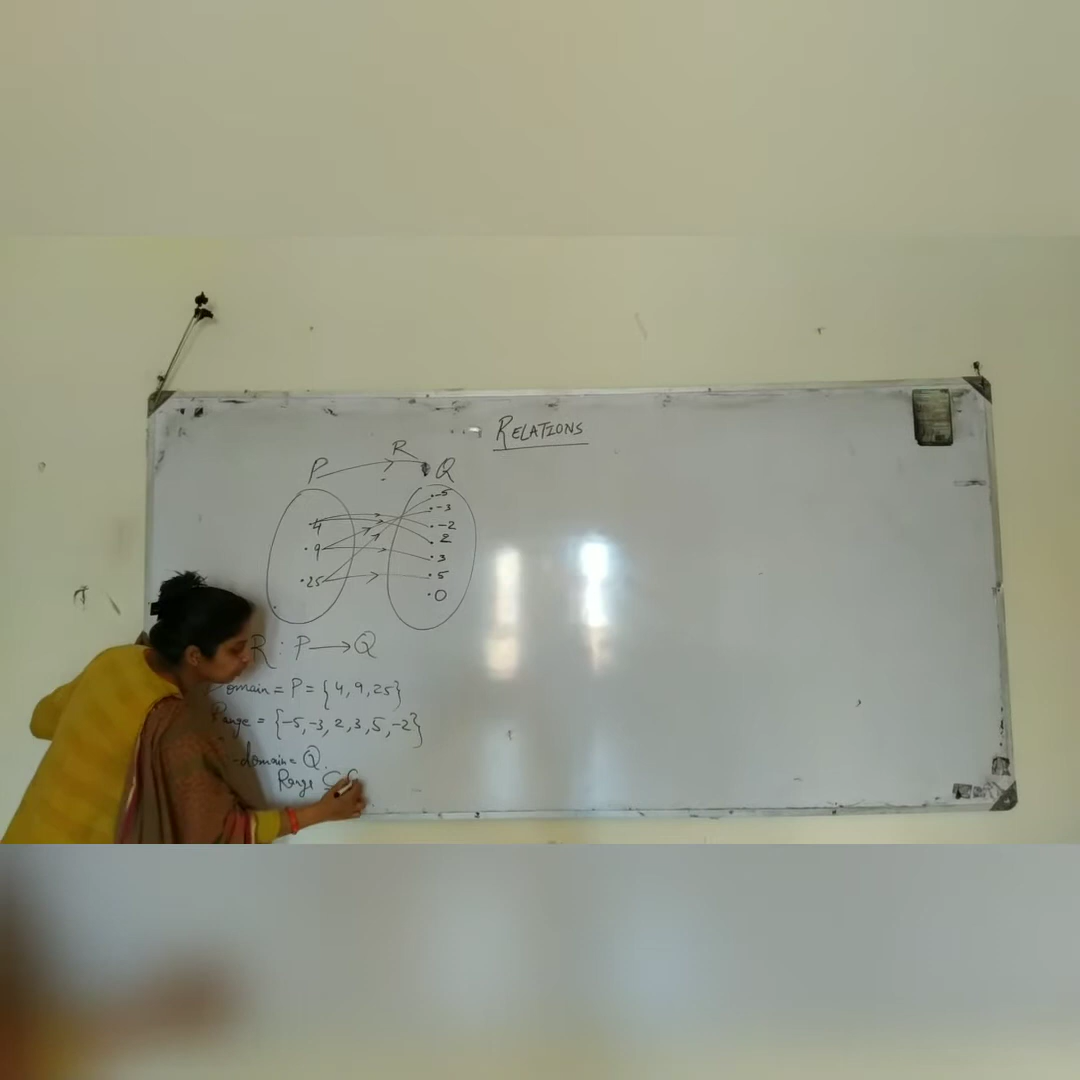 RELATIONS
R
P Q
-5
-3
4 -2
2
9 3
25 5
0
R : P → Q
Domain = P = {4, 9, 25}
Range = {-5, -3, 2, 3, 5, -2}
-domain = Q.
Range ⊆